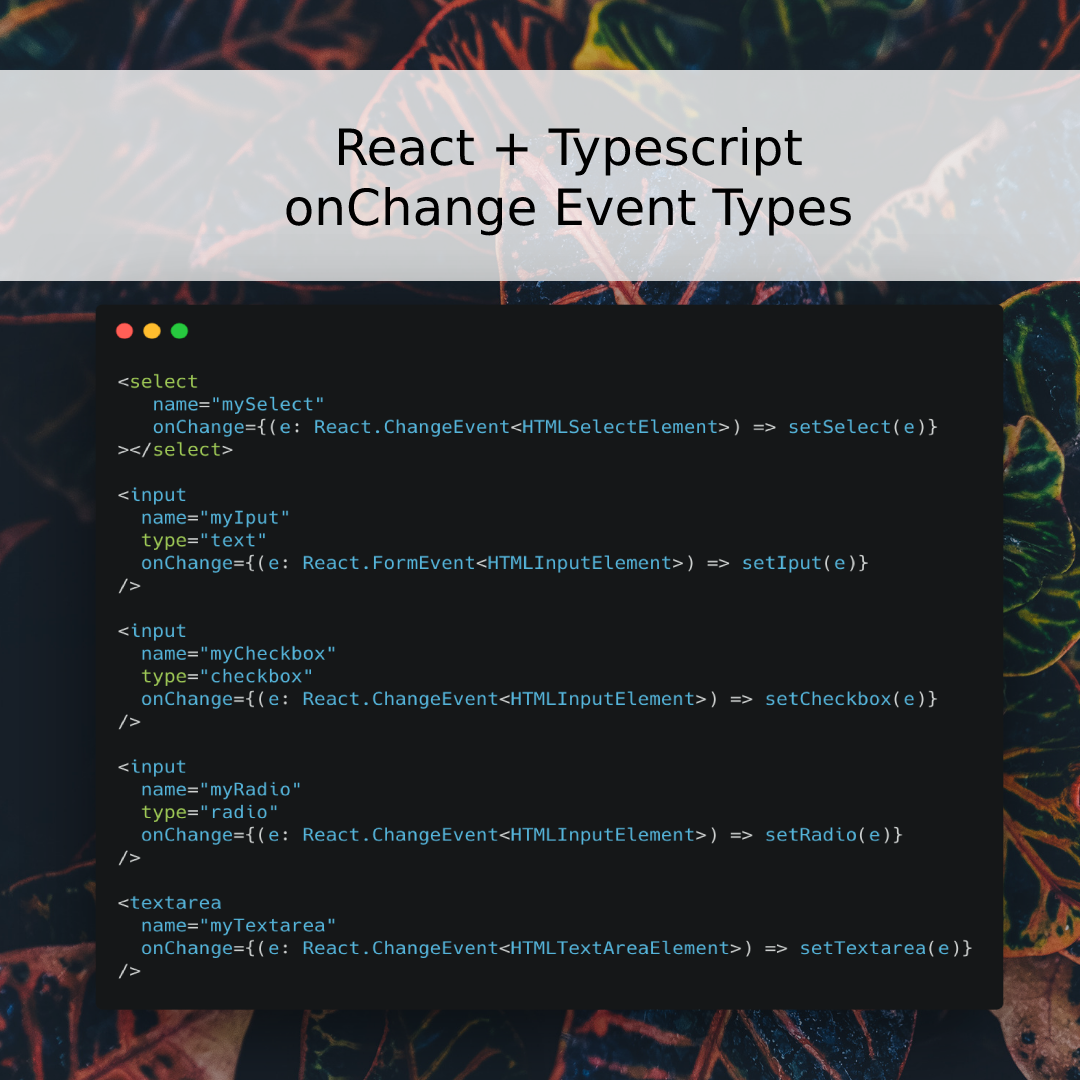 React + Typescript
onChange Event Types
<select
   name="mySelect"
   onChange={(e: React.ChangeEvent<HTMLSelectElement>) => setSelect(e)}
></select>
<input
  name="myIput"
  type="text"
  onChange={(e: React.FormEvent<HTMLInputElement>) => setIput(e)}
/>
<input
  name="myCheckbox"
  type="checkbox"
  onChange={(e: React.ChangeEvent<HTMLInputElement>) => setCheckbox(e)}
/>
<input
  name="myRadio"
  type="radio"
  onChange={(e: React.ChangeEvent<HTMLInputElement>) => setRadio(e)}
/>
<textarea
  name="myTextarea"
  onChange={(e: React.ChangeEvent<HTMLTextAreaElement>) => setTextarea(e)}
/>